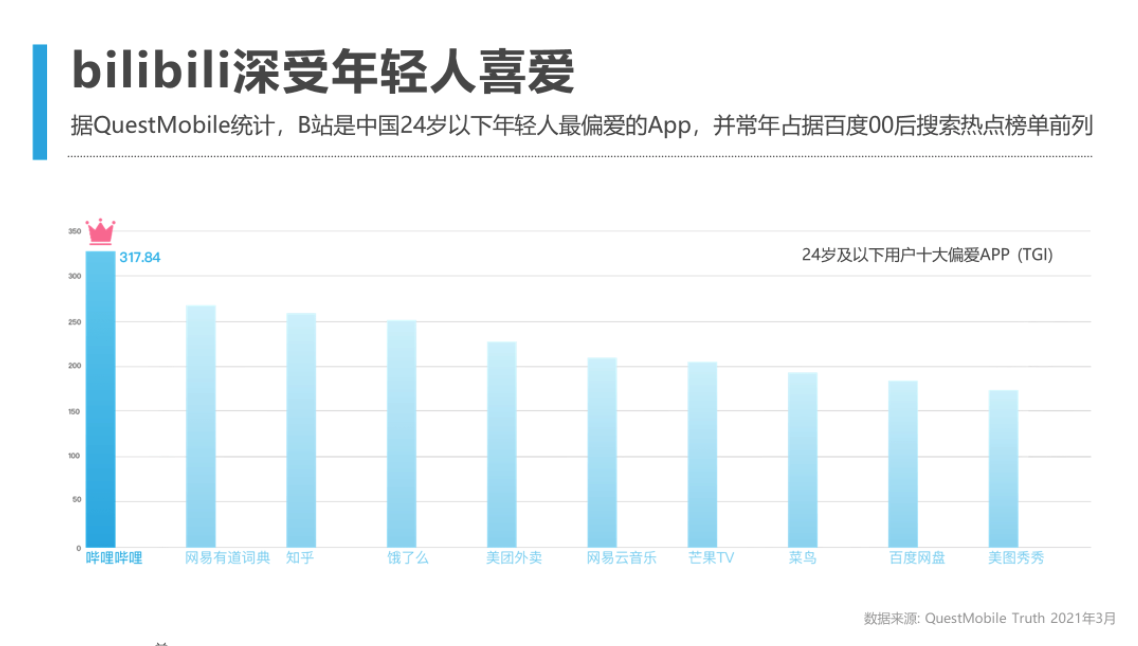 bilibili深受年轻人喜爱
据QuestMobile统计，B站是中国24岁以下年轻人最偏爱的App，并常年占据百度00后搜索热点榜单前列
350
317.84
24岁及以下用户十大偏爱APP (TGI)
300
250
200
150
100
50
0
哔哩哔哩 网易有道词典 知乎 饿了么 美团外卖 网易云音乐 芒果TV 菜鸟 百度网盘 美图秀秀
数据来源: QuestMobile Truth 2021年3月